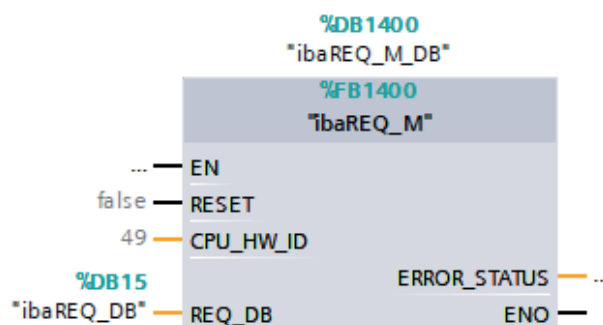 %DB1400
"ibaREQ_M_DB"
%FB1400
"ibaREQ_M"
... EN
false RESET
49 CPU_HW_ID
%DB15
ERROR_STATUS ...
"ibaREQ_DB" REQ_DB ENO